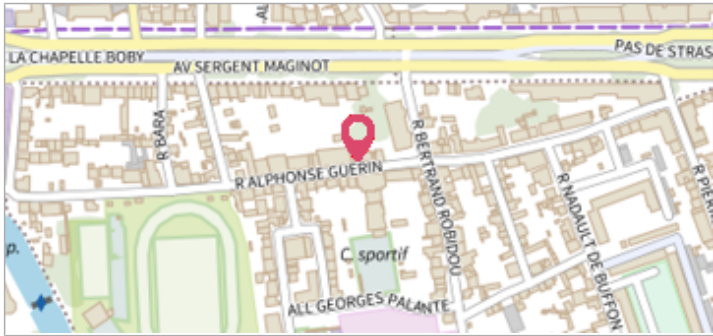 LA CHAPELLE BOBY
PAS DE STRAS
AV SERGENT MAGINOT
R BARA
R BERTRAND ROBIDOU
R ALPHONSE GUERIN
R NADAULT DE BUFFON
R PIERR
C. sportif
p.
ALL GEORGES PALANTE